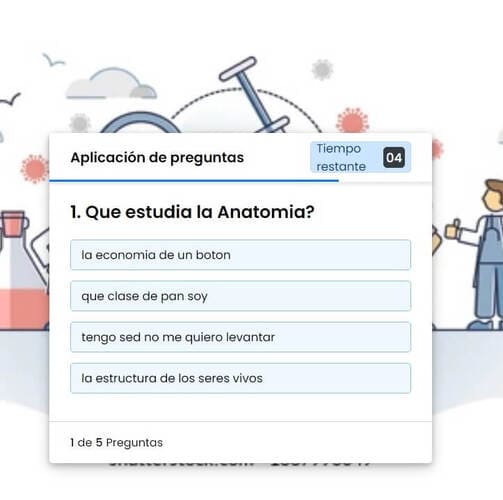 Aplicación de preguntas
Tiempo
restante 04
1. Que estudia la Anatomia?
la economia de un boton
que clase de pan soy
tengo sed no me quiero levantar
la estructura de los seres vivos
1 de 5 Preguntas